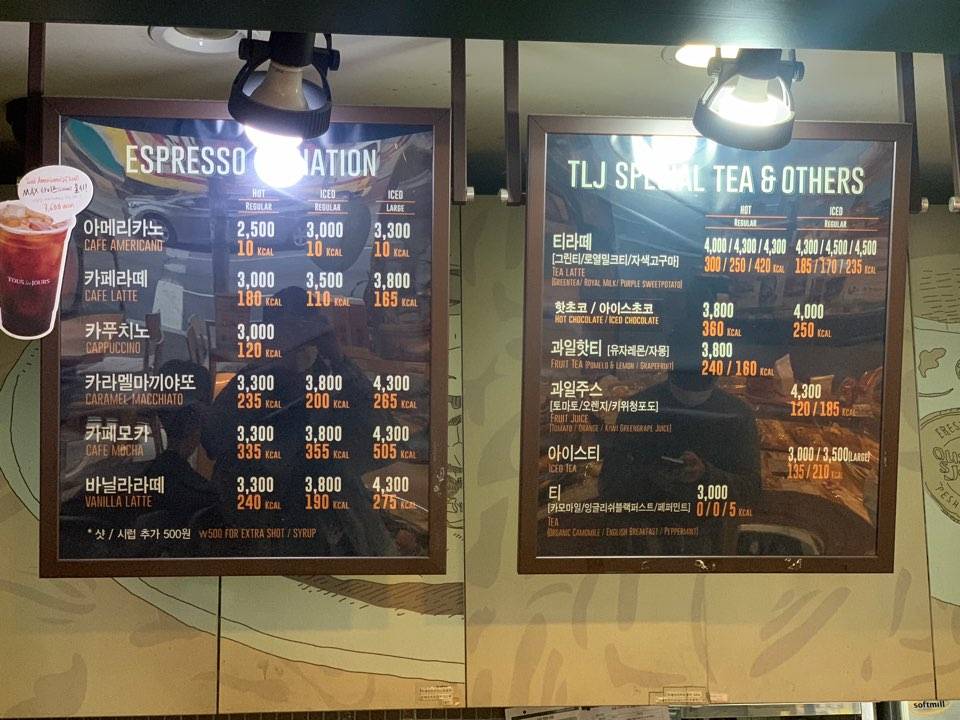 ESPRESSO
NATION
HOT REGULAR
ICED REGULAR
ICED LARGE
아메리카노 2,500 3,000 3,300
CAFE AMERICANO 10 KCAL 10 KCAL 10 KCAL
카페라떼 3,000 3,500 3,800
CAFE LATTE 180 KCAL 110 KCAL 165 KCAL
카푸치노 3,000
CAPPUCCINO 120 KCAL
카라멜마끼야또 3,300 3,800 4,300
CARAMEL MACCHIATO 235 KCAL 200 KCAL 265 KCAL
카페모카 3,300 3,800 4,300
CAFE MOCHA 335 KCAL 355 KCAL 505 KCAL
바닐라라떼 3,300 3,800 4,300
VANILLA LATTE 240 KCAL 190 KCAL 275 KCAL
* 샷 / 시럽 추가 500원 ₩500 FOR EXTRA SHOT / SYRUP
TOUS les JOURS
TLJ SPECIAL TEA & OTHERS
HOT REGULAR
ICED REGULAR
티라떼 4,000 / 4,300 / 4,300 4,300 / 4,500 / 4,500
[그린티/로열밀크티/자색고구마] 300 / 250 / 420 KCAL 185 / 170 / 235 KCAL
TEA LATTE
[GREENTEA/ ROYAL MILK/ PURPLE SWEETPOTATO]
핫초코 / 아이스초코 3,800 4,000
HOT CHOCOLATE / ICED CHOCOLATE 360 KCAL 250 KCAL
과일핫티 [유자레몬/자몽] 3,800
FRUIT TEA [POMELO & LEMON / GRAPEFRUIT] 240 / 160 KCAL
과일주스 4,300
[토마토/오렌지/키위청포도] 120 / 185 KCAL
FRUIT JUICE
[TOMATO / ORANGE / KIWI GREENGRAPE JUICE]
아이스티 3,000 / 3,500 [LARGE]
ICED TEA 135 / 210 KCAL
티 3,000
[카모마일/잉글리쉬블랙퍼스트/페퍼민트] 0 / 0 / 5 KCAL
TEA
[ORGANIC CAMOMILE / ENGLISH BREAKFAST / PEPPERMINT]
softmill